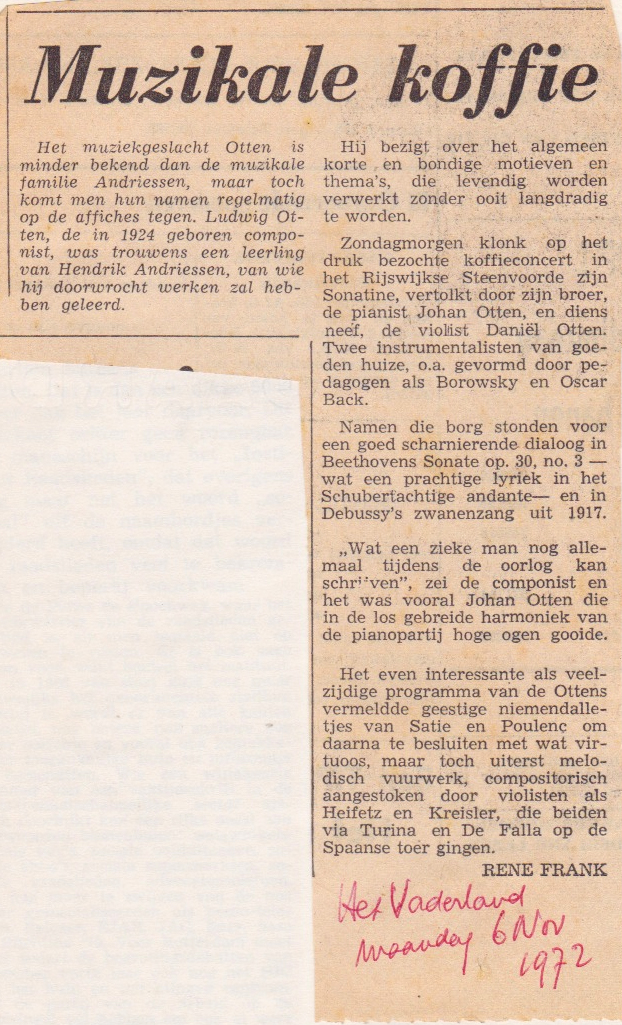 Muzikale koffie
Het muziekgeslacht Otten is
minder bekend dan de muzikale
familie Andriessen, maar toch
komt men hun namen regelmatig
op de affiches tegen. Ludwig Ot-
ten, de in 1924 geboren compo-
nist, was trouwens een leerling
van Hendrik Andriessen, van wie
hij doorwrocht werken zal heb-
ben geleerd.
Hij bezigt over het algemeen
korte en bondige motieven en
thema's, die levendig worden
verwerkt zonder ooit langdradig
te worden.
Zondagmorgen klonk op het
druk bezochte koffieconcert in
het Rijswijkse Steenvoorde zijn
Sonatine, vertolkt door zijn broer,
de pianist Johan Otten, en diens
neef, de violist Daniël Otten.
Twee instrumentalisten van goe-
den huize, o.a. gevormd door pe-
dagogen als Borowsky en Oscar
Back.
Namen die borg stonden voor
een goed scharnierende dialoog in
Beethovens Sonate op. 30, no. 3 —
wat een prachtige lyriek in het
Schubertachtige andante— en in
Debussy's zwanenzang uit 1917.
„Wat een zieke man nog alle-
maal tijdens de oorlog kan
schrijven", zei de componist en
het was vooral Johan Otten die
in de los gebreide harmoniek van
de pianopartij hoge ogen gooide.
Het even interessante als veel-
zijdige programma van de Ottens
vermeldde geestige niemendalle-
tjes van Satie en Poulenc om
daarna te besluiten met wat vir-
tuoos, maar toch uiterst melo-
disch vuurwerk, compositorisch
aangestoken door violisten als
Heifetz en Kreisler, die beiden
via Turina en De Falla op de
Spaanse toer gingen.
RENE FRANK
Het Vaderland
maandag 6 Nov
1972